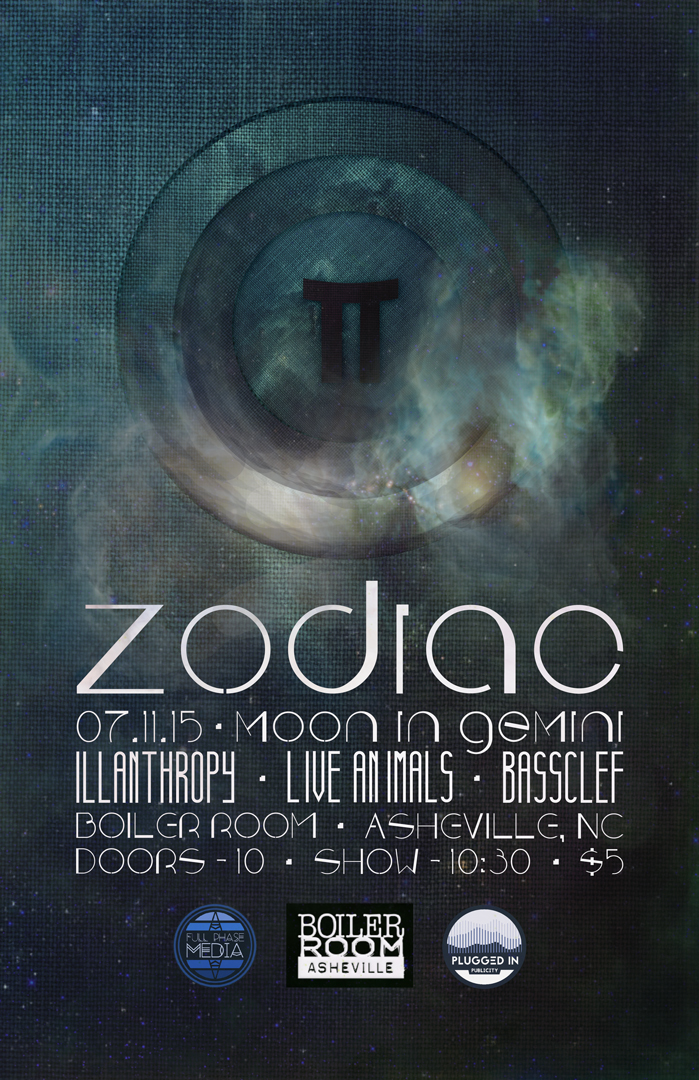 zodiac
07.11.15 · Moon in gemini
ILLANTHROPY · LIVE ANIMALS · BASSCLEF
BOILER ROOM · ASHEVILLE, NC
DOORS - 10 · SHOW - 10:30 · $5
FULL PHASE
MEDIA
BOILER
ROOM
ASHEVILLE
PLUGGED IN
PUBLICITY